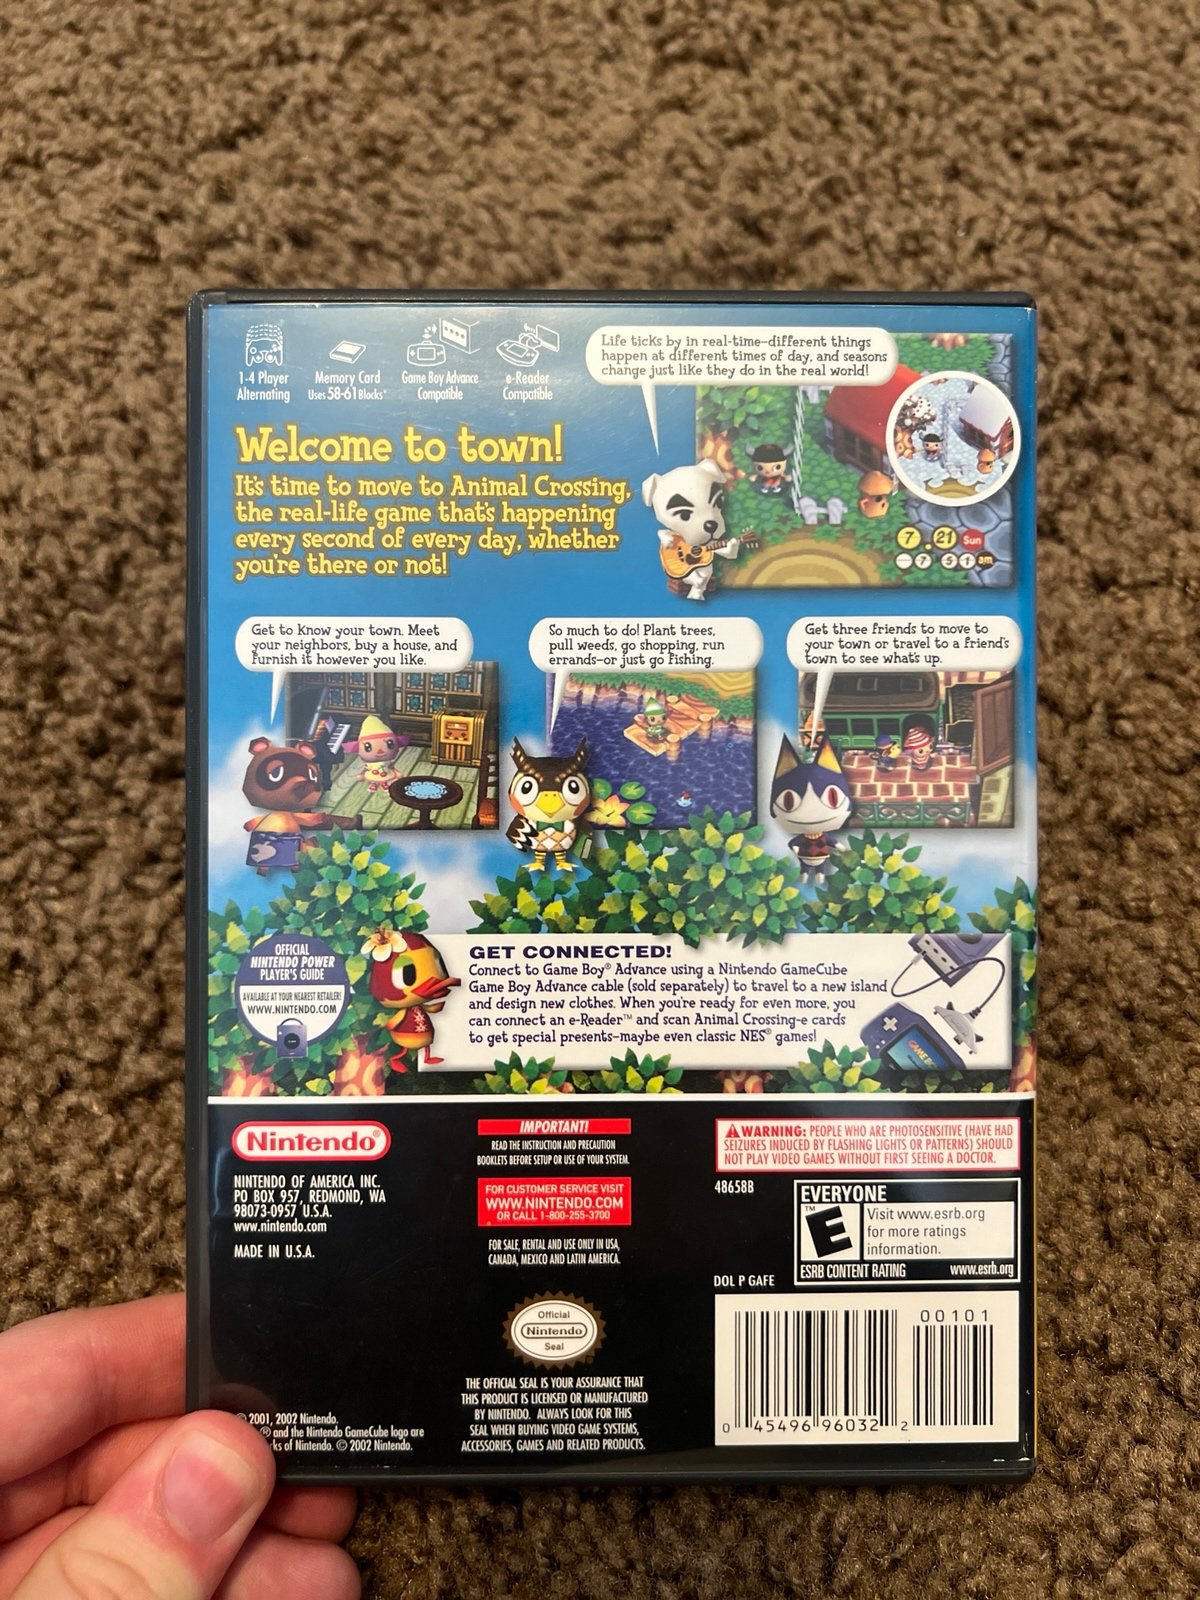 1-4 Player
Alternating
Memory Card
Uses 58-61 Blocks*
Game Boy Advance
Compatible
e-Reader
Compatible
Life ticks by in real-time–different things
happen at different times of day, and seasons
change just like they do in the real world!
Welcome to town!
It's time to move to Animal Crossing,
the real-life game that's happening
every second of every day, whether
you're there or not!
7.21 Sun
7 51 am
Get to know your town. Meet
your neighbors, buy a house, and
furnish it however you like.
So much to do! Plant trees,
pull weeds, go shopping, run
errands–or just go fishing.
Get three friends to move to
your town or travel to a friend's
town to see what's up.
OFFICIAL
NINTENDO POWER
PLAYER'S GUIDE
AVAILABLE AT YOUR NEAREST RETAILER!
WWW.NINTENDO.COM
GET CONNECTED!
Connect to Game Boy® Advance using a Nintendo GameCube
Game Boy Advance cable (sold separately) to travel to a new island
and design new clothes. When you're ready for even more, you
can connect an e-Reader™ and scan Animal Crossing-e cards
to get special presents–maybe even classic NES® games!
GAME B
Nintendo®
NINTENDO OF AMERICA INC.
PO BOX 957, REDMOND, WA
98073-0957 U.S.A.
www.nintendo.com
MADE IN U.S.A.
IMPORTANT!
READ THE INSTRUCTION AND PRECAUTION
BOOKLETS BEFORE SETUP OR USE OF YOUR SYSTEM.
FOR CUSTOMER SERVICE VISIT
WWW.NINTENDO.COM
OR CALL 1-800-255-3700
FOR SALE, RENTAL AND USE ONLY IN USA,
CANADA, MEXICO AND LATIN AMERICA.
Official
Nintendo
Seal
THE OFFICIAL SEAL IS YOUR ASSURANCE THAT
THIS PRODUCT IS LICENSED OR MANUFACTURED
BY NINTENDO. ALWAYS LOOK FOR THIS
SEAL WHEN BUYING VIDEO GAME SYSTEMS,
ACCESSORIES, GAMES AND RELATED PRODUCTS.
WARNING: PEOPLE WHO ARE PHOTOSENSITIVE (HAVE HAD
SEIZURES INDUCED BY FLASHING LIGHTS OR PATTERNS) SHOULD
NOT PLAY VIDEO GAMES WITHOUT FIRST SEEING A DOCTOR.
48658B
EVERYONE
E™
Visit www.esrb.org
for more ratings
information.
ESRB CONTENT RATING www.esrb.org
DOL P GAFE
00101
0 45496 96032 2
© 2001, 2002 Nintendo.
® and the Nintendo GameCube logo are
ks of Nintendo. © 2002 Nintendo.